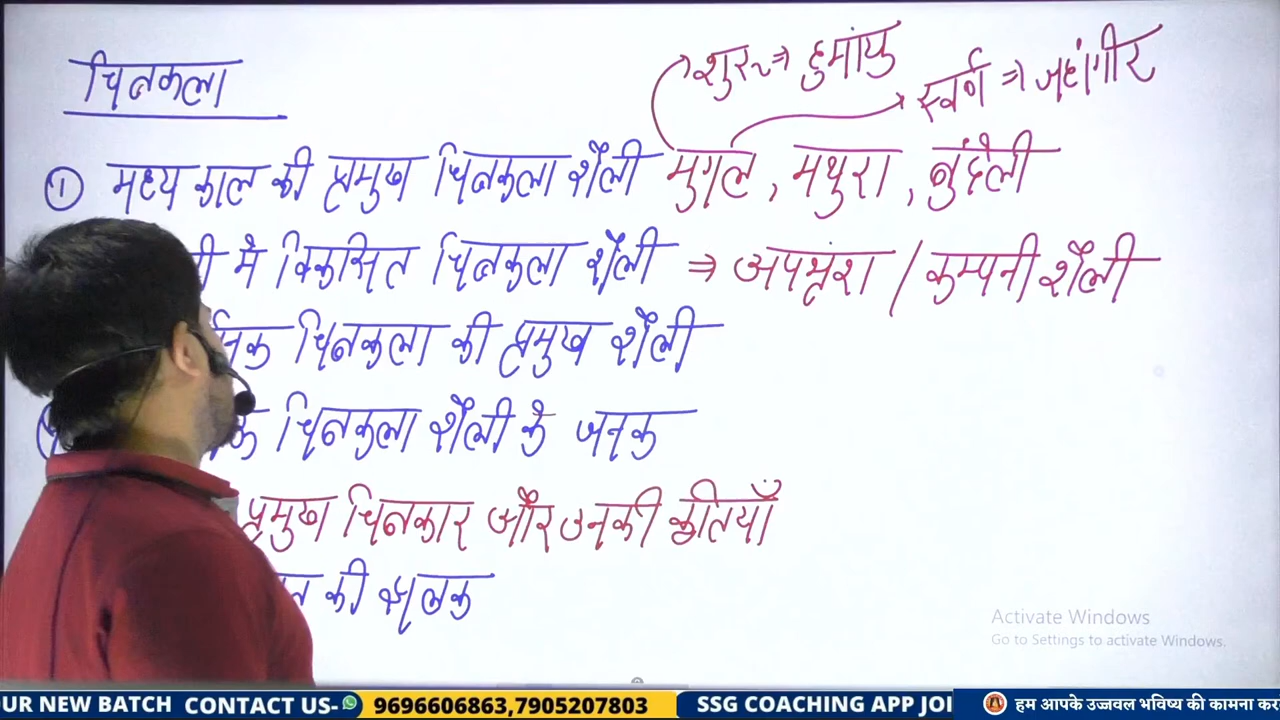 चित्रकला
शुरू ⇒ हुमांयु
स्वर्ण ⇒ जहांगीर
① मध्य काल की प्रमुख चित्रकला शैली मुगल, मथुरा, बुंदेली
में विकसित चित्रकला शैली ⇒ अपभ्रंश / कम्पनी शैली
चित्रकला की प्रमुख शैली
चित्रकला शैली के जनक
प्रमुख चित्रकार और उनकी कृतियाँ
की झलक
Activate Windows
Go to Settings to activate Windows.
OUR NEW BATCH CONTACT US- 9696606863,7905207803 SSG COACHING APP JOI हम आपके उज्जवल भविष्य की कामना कर